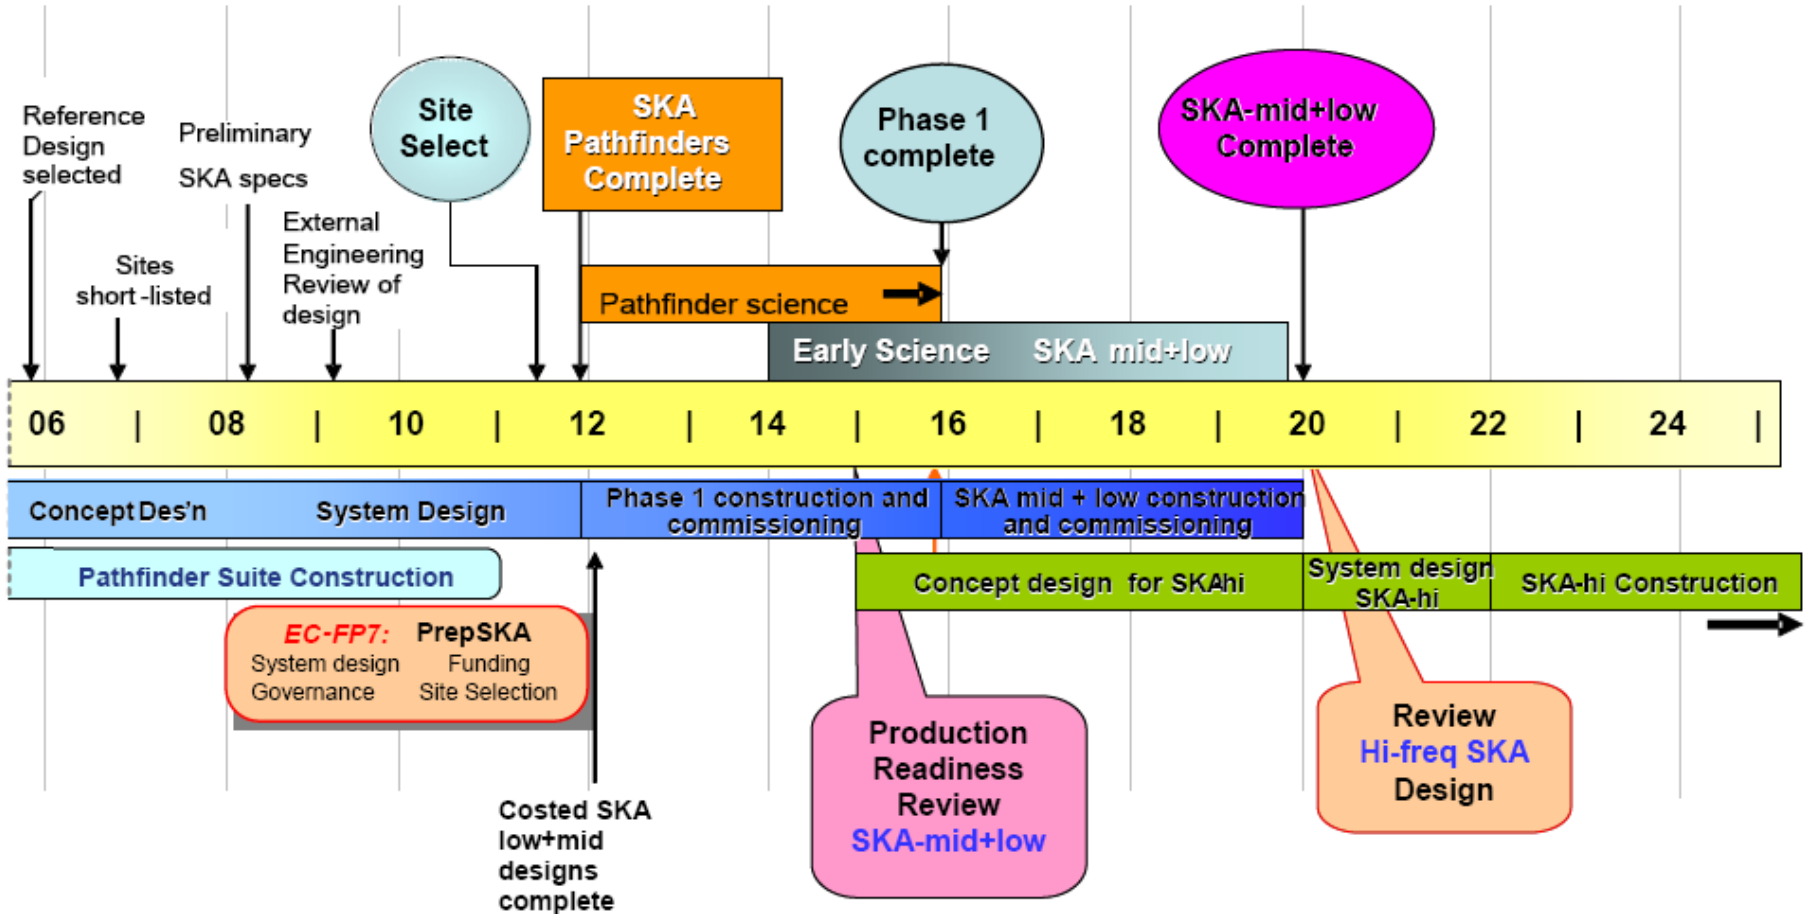 Reference
Design
selected
Preliminary
SKA specs
Sites
short -listed
External
Engineering
Review of
design
Site
Select
SKA
Pathfinders
Complete
Phase 1
complete
SKA-mid+low
Complete
Pathfinder science
Early Science SKA mid+low
06 | 08 | 10 | 12 | 14 | 16 | 18 | 20 | 22 | 24 |
Concept Des'n
System Design
Phase 1 construction and
commissioning
SKA mid + low construction
and commissioning
Pathfinder Suite Construction
Concept design for SKAhi
System design
SKA-hi
SKA-hi Construction
EC-FP7: PrepSKA
System design Funding
Governance Site Selection
Costed SKA
low+mid
designs
complete
Production
Readiness
Review
SKA-mid+low
Review
Hi-freq SKA
Design